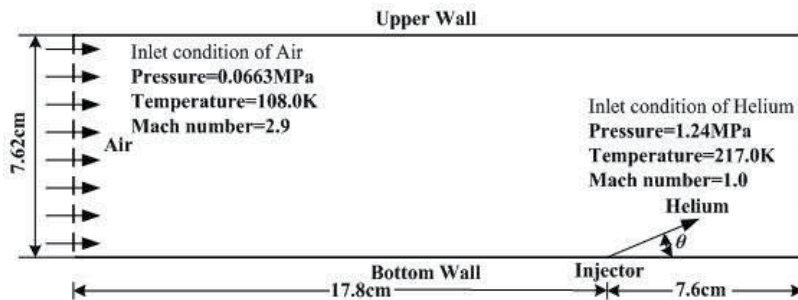 Upper Wall
Inlet condition of Air
Pressure=0.0663MPa
Temperature=108.0K
Mach number=2.9
Air
7.62cm
Inlet condition of Helium
Pressure=1.24MPa
Temperature=217.0K
Mach number=1.0
Helium
θ
Bottom Wall
Injector
17.8cm
7.6cm